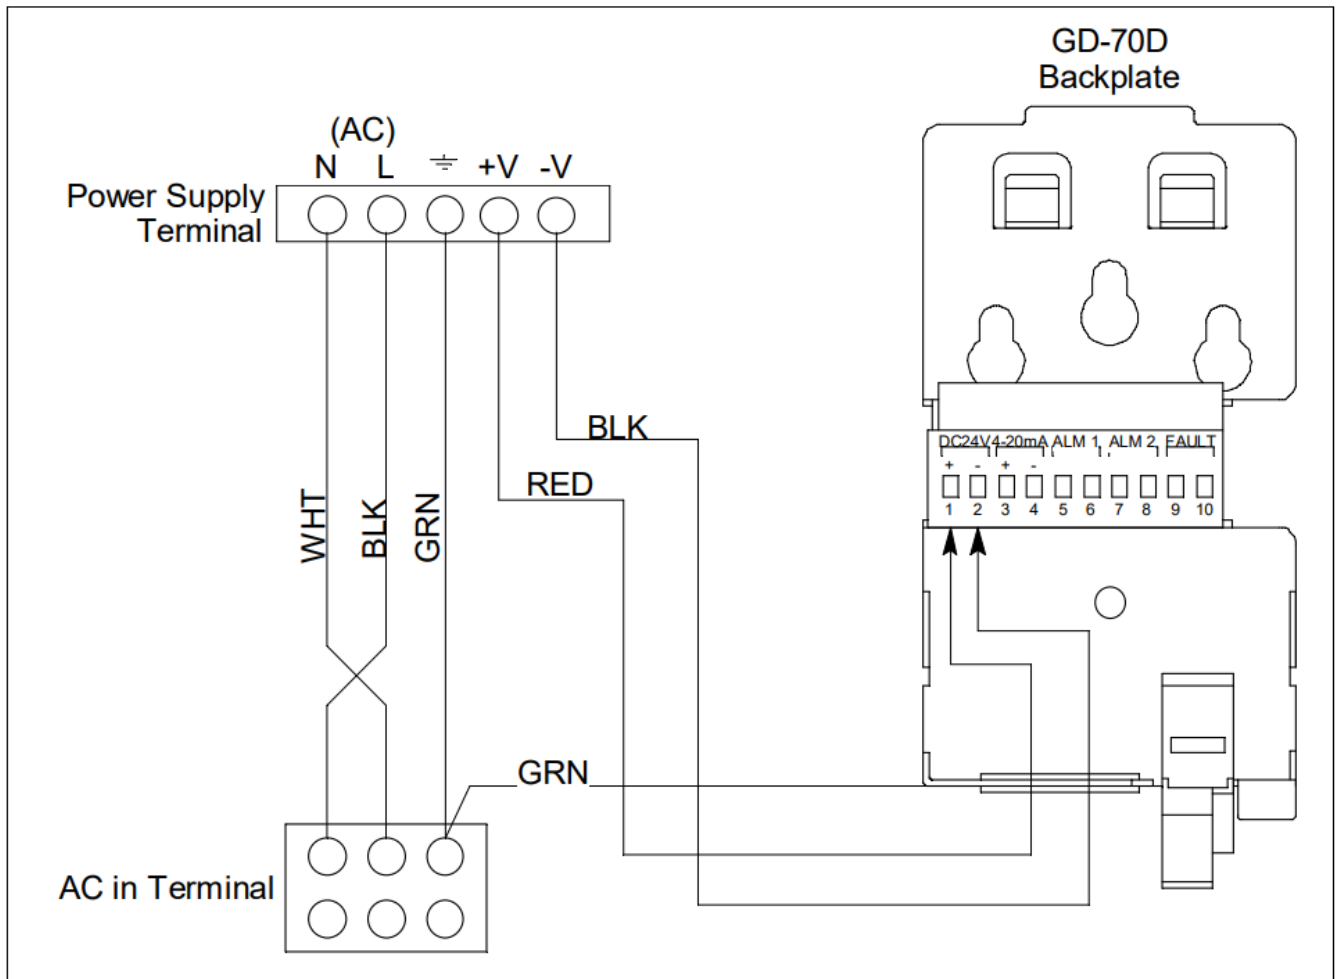 GD-70D
Backplate
(AC)
N L +V -V
Power Supply
Terminal
BLK
RED
WHT
BLK
GRN
DC24V 4-20mA ALM 1 ALM 2 FAULT
+ - + -
1 2 3 4 5 6 7 8 9 10
GRN
AC in Terminal